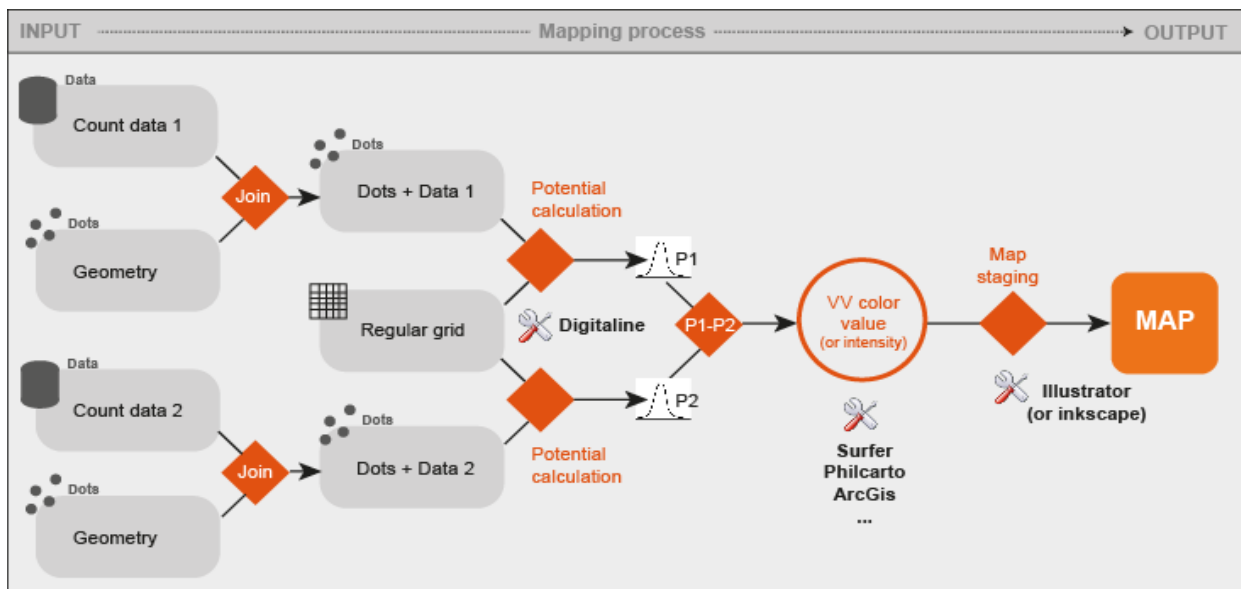 INPUT
Mapping process
OUTPUT
Data
Count data 1
Dots
Geometry
Join
Dots
Dots + Data 1
Regular grid
Data
Count data 2
Dots
Geometry
Join
Dots
Dots + Data 2
Potential
calculation
Digitaline
Potential
calculation
P1
P1-P2
P2
VV color
value
(or intensity)
Surfer
Philcarto
ArcGis
...
Map
staging
Illustrator
(or inkscape)
MAP